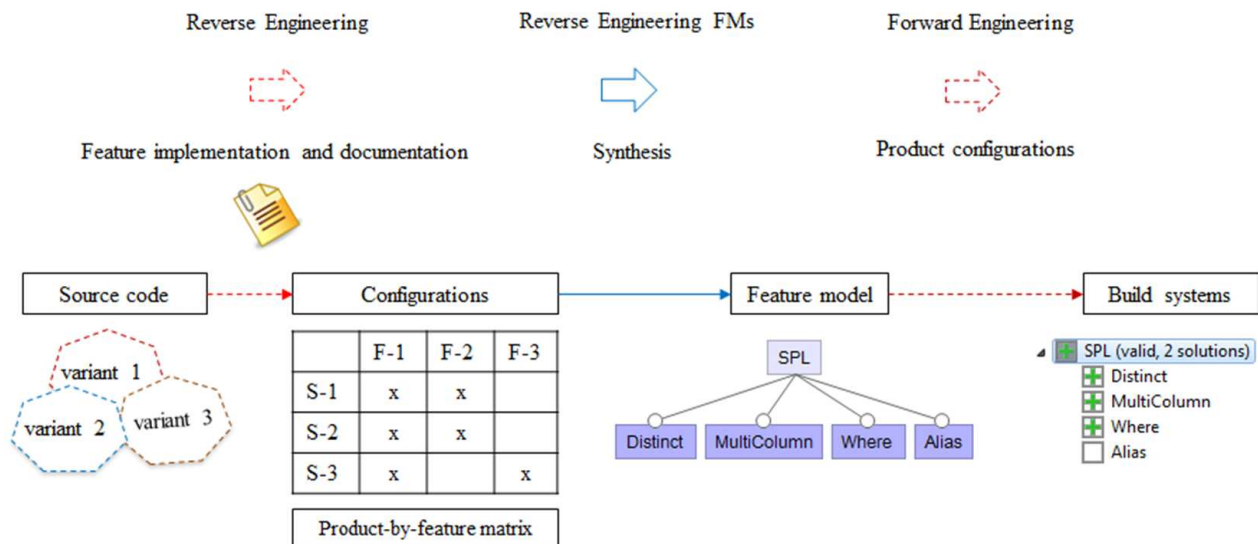 Reverse Engineering
Reverse Engineering FMs
Forward Engineering
Feature implementation and documentation
Synthesis
Product configurations
Source code
Configurations
Feature model
Build systems
variant 1
variant 2
variant 3
F-1 F-2 F-3
S-1 x x
S-2 x x
S-3 x x
Product-by-feature matrix
SPL
Distinct
MultiColumn
Where
Alias
SPL (valid, 2 solutions)
Distinct
MultiColumn
Where
Alias